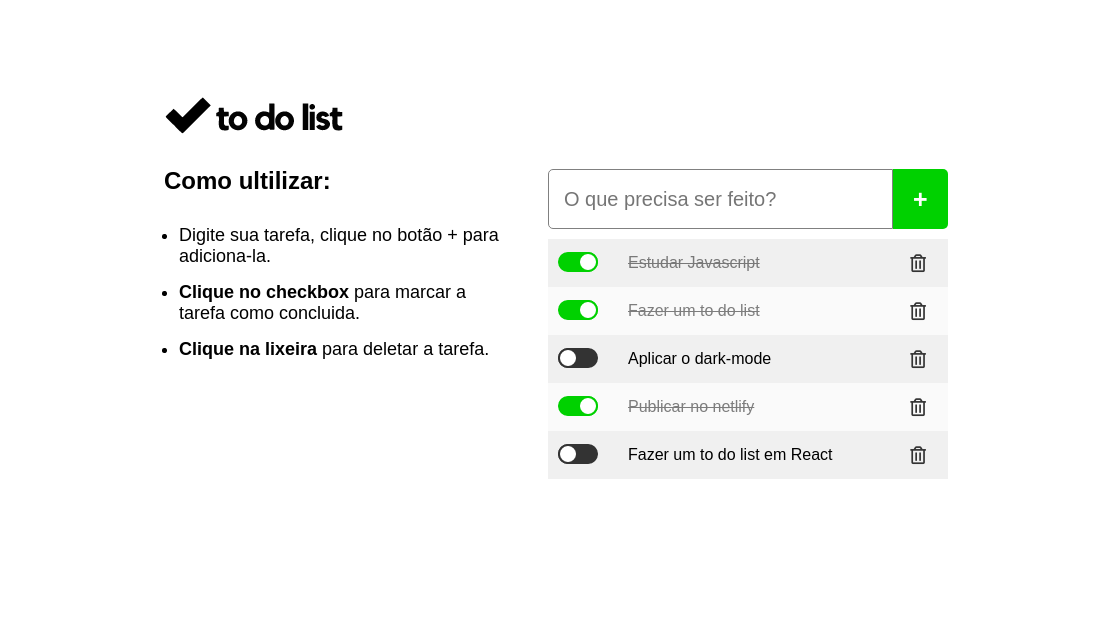 to do list
Como ultilizar:
Digite sua tarefa, clique no botão + para
adiciona-la.
Clique no checkbox para marcar a
tarefa como concluida.
Clique na lixeira para deletar a tarefa.
O que precisa ser feito? +
Estudar Javascript
Fazer um to do list
Aplicar o dark-mode
Publicar no netlify
Fazer um to do list em React